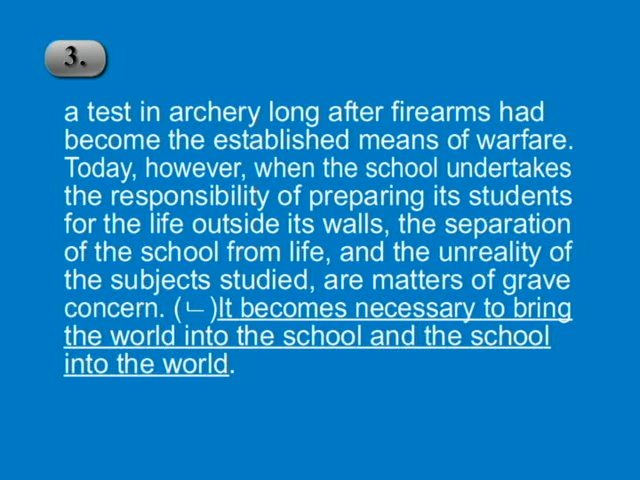 3.
a test in archery long after firearms had
become the established means of warfare.
Today, however, when the school undertakes
the responsibility of preparing its students
for the life outside its walls, the separation
of the school from life, and the unreality of
the subjects studied, are matters of grave
concern. (ㄴ)It becomes necessary to bring
the world into the school and the school
into the world.